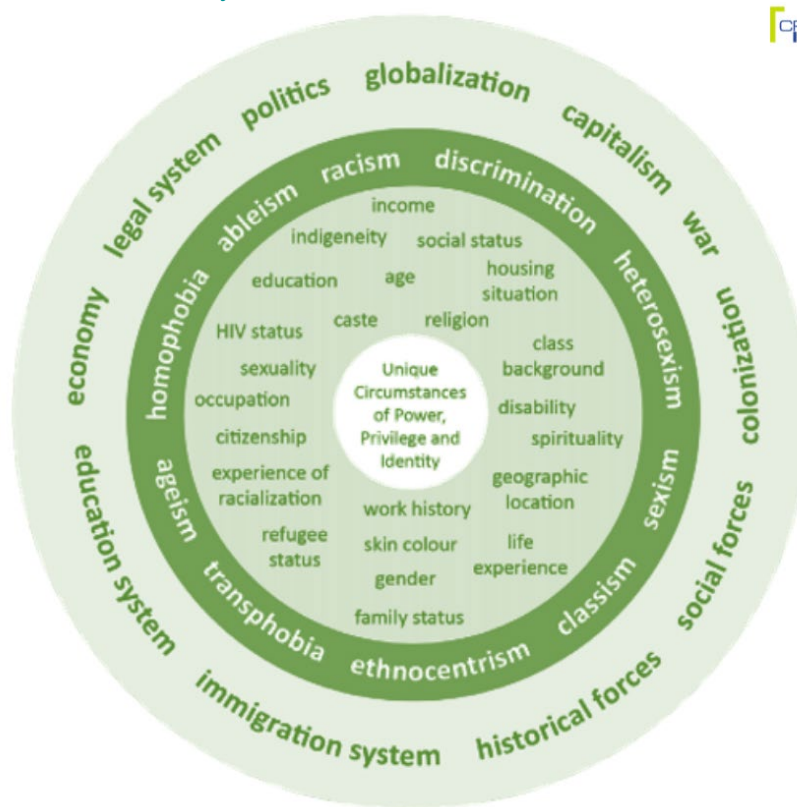 globalization
capitalism
war
colonization
social forces
historical forces
immigration system
education system
economy
legal system
politics
racism
discrimination
heterosexism
sexism
classism
ethnocentrism
transphobia
ageism
homophobia
ableism
income
indigeneity
social status
education
age
housing
situation
HIV status
caste
religion
sexuality
class
background
occupation
disability
citizenship
spirituality
experience of
racialization
geographic
location
work history
refugee
status
skin colour
life
experience
gender
family status
Unique
Circumstances
of Power,
Privilege and
Identity